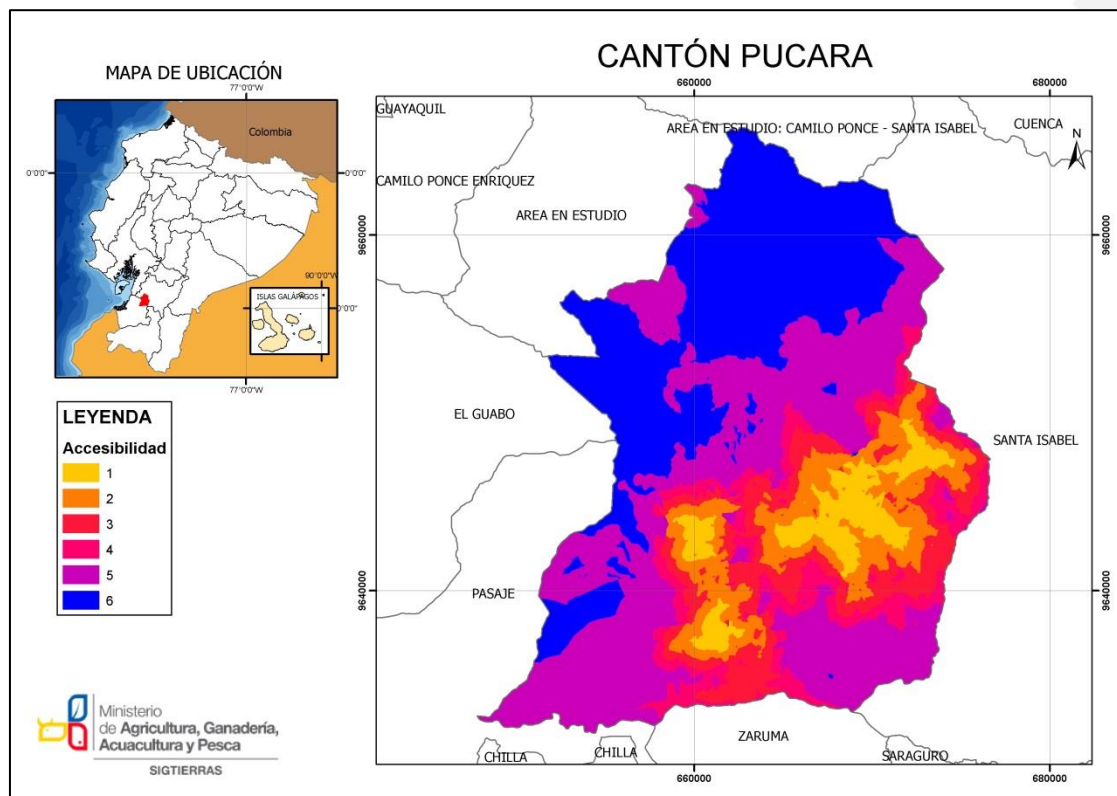 CANTÓN PUCARA
MAPA DE UBICACIÓN
77°0'0"W
Colombia
0°0'0"
0°0'0"
90°0'0"W
ISLAS GALÁPAGOS
0°0'0"
77°0'0"W
LEYENDA
Accesibilidad
1
2
3
4
5
6
Ministerio
de Agricultura, Ganadería,
Acuacultura y Pesca
SIGTIERRAS
660000
680000
GUAYAQUIL
AREA EN ESTUDIO: CAMILO PONCE - SANTA ISABEL
CUENCA
N
CAMILO PONCE ENRIQUEZ
AREA EN ESTUDIO
9660000
9660000
EL GUABO
SANTA ISABEL
PASAJE
9640000
9640000
ZARUMA
CHILLA
CHILLA
SARAGURO
660000
680000